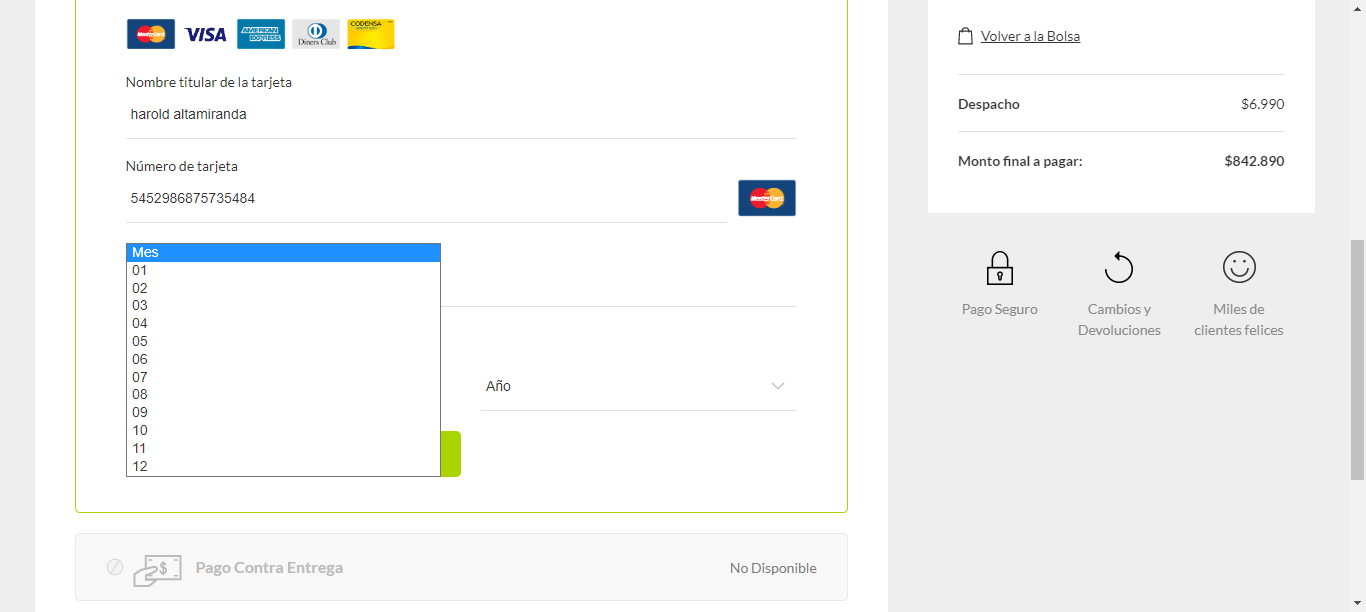 MasterCard VISA AMERICAN EXPRESS Diners Club CODENSA
Nombre titular de la tarjeta
harold altamiranda
Número de tarjeta
5452986875735484
MasterCard
Mes
01
02
03
04
05
06
07
08
09
10
11
12
Año
Pago Contra Entrega
No Disponible
Volver a la Bolsa
Despacho $6.990
Monto final a pagar: $842.890
Pago Seguro
Cambios y
Devoluciones
Miles de
clientes felices